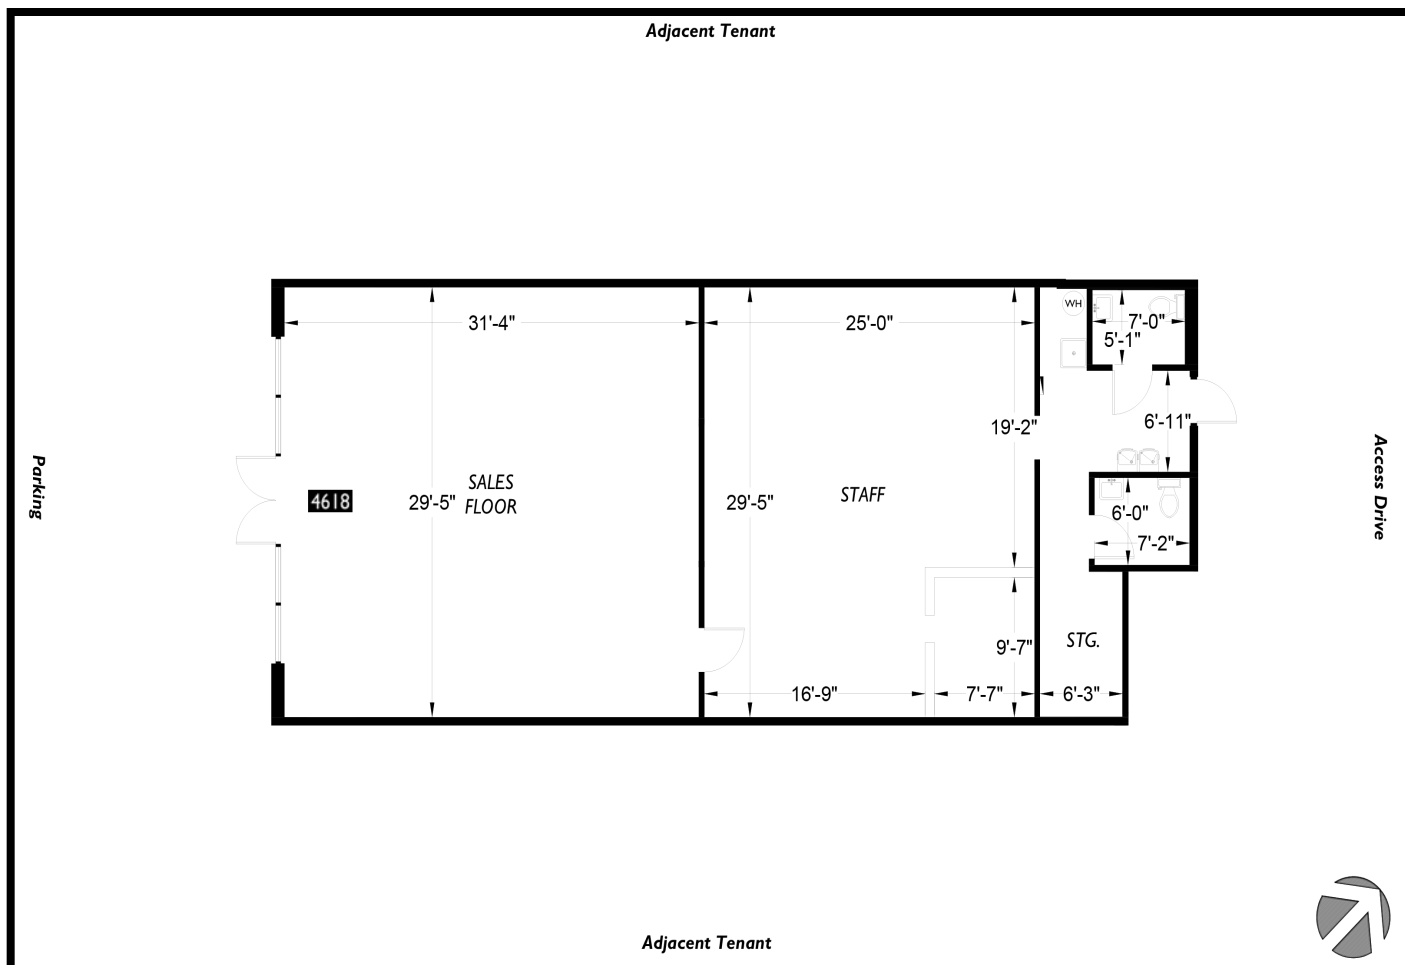 Adjacent Tenant
WH
31'-4"
25'-0"
7'-0"
5'-1"
19'-2"
6'-11"
Parking
Access Drive
4618
SALES
FLOOR
29'-5"
29'-5"
STAFF
6'-0"
7'-2"
9'-7"
STG.
16'-9"
7'-7"
6'-3"
Adjacent Tenant